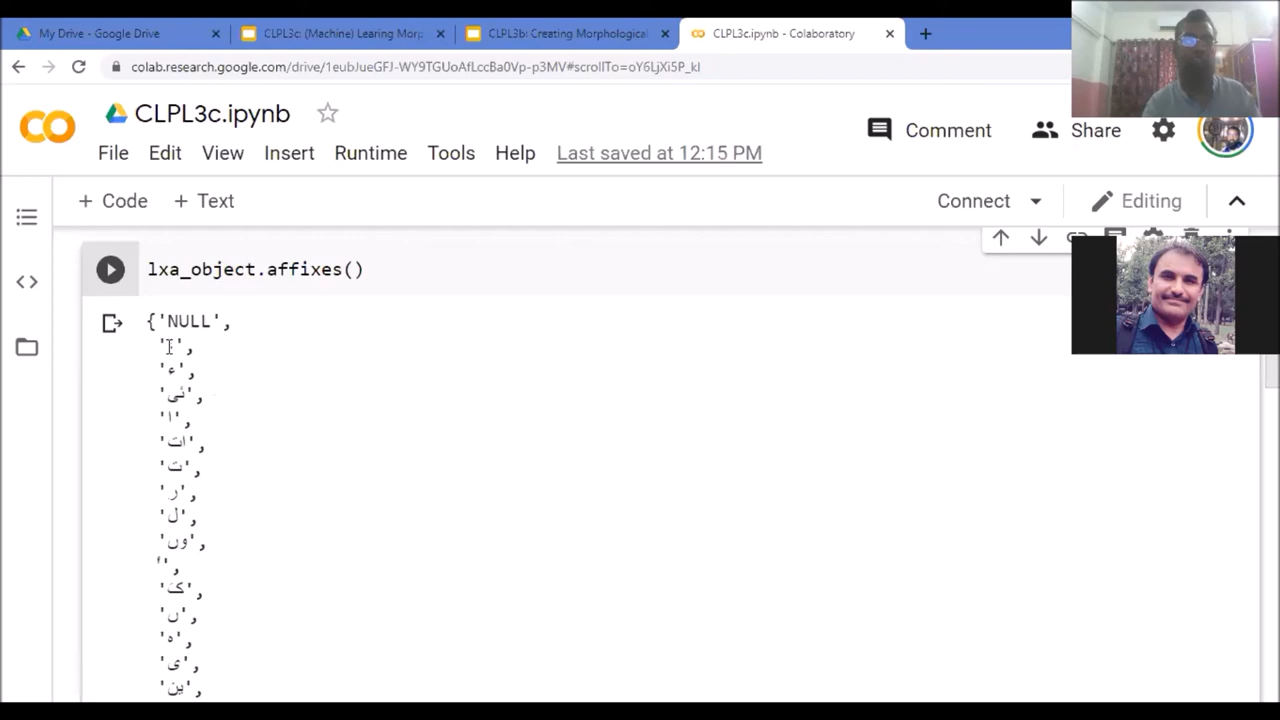 My Drive - Google Drive
CLPL3c: (Machine) Learing Mor
CLPL3b: Creating Morphological
CLPL3c.ipynb - Colaboratory
colab.research.google.com/drive/1eubJueGFJ-WY9TGUoAfLccBa0Vp-p3MV#scrollTo=oY6LjXi5P_kl
CLPL3c.ipynb
Comment
Share
File Edit View Insert Runtime Tools Help Last saved at 12:15 PM
+ Code + Text
Connect
Editing
lxa_object.affixes()
{'NULL',
'ء',
'ئی',
'ا',
'ات',
'ت',
'ر',
'ل',
'وں',
'ک',
'ں',
'ہ',
'ی',
'ین',